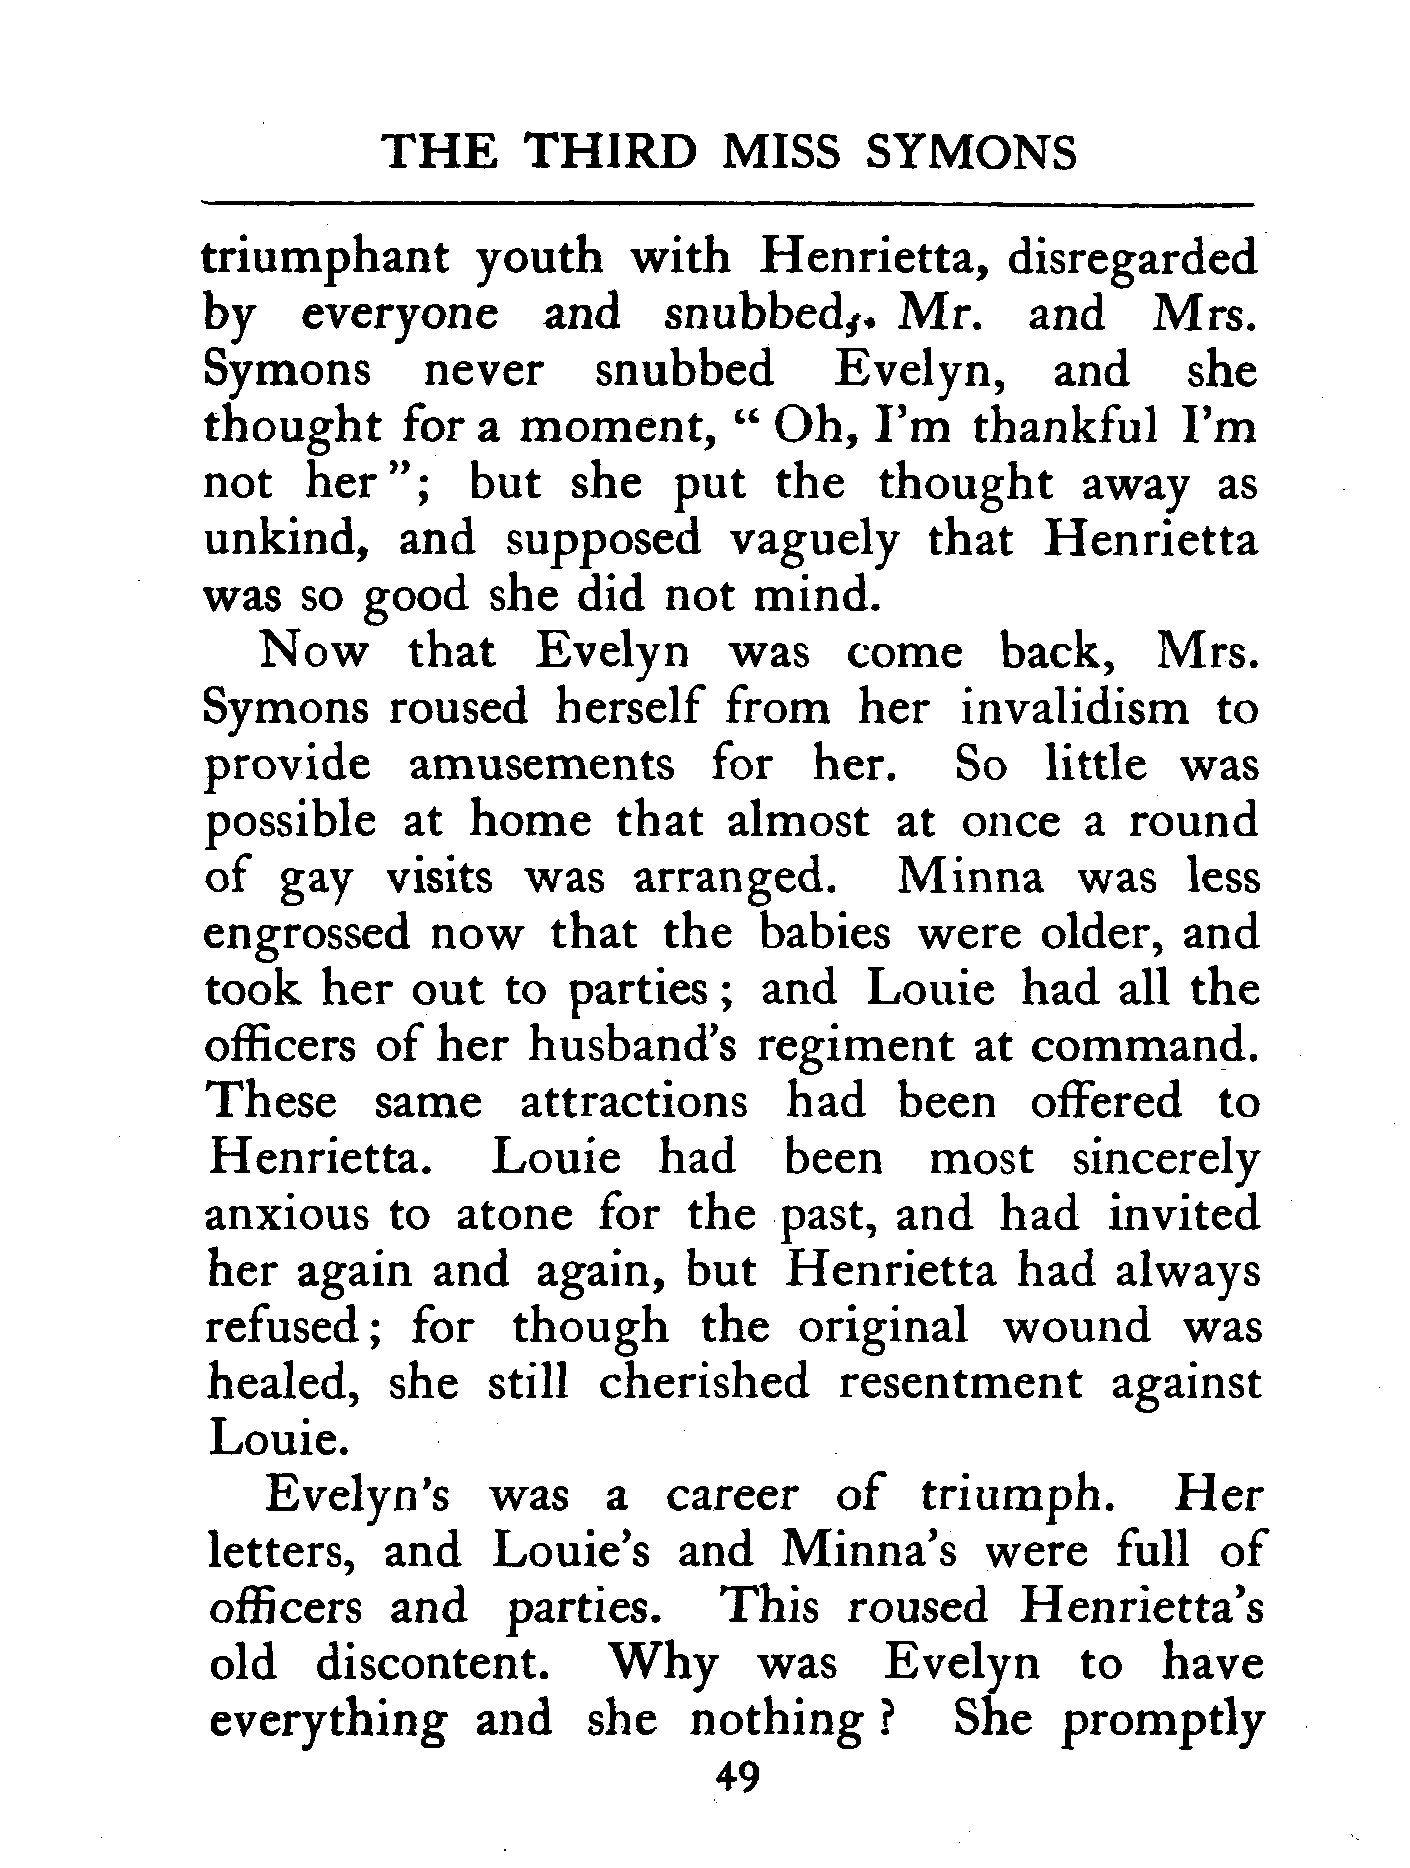 THE THIRD MISS SYMONS
triumphant youth with Henrietta, disregarded
by everyone and snubbed,. Mr. and Mrs.
Symons never snubbed Evelyn, and she
thought for a moment, “ Oh, I’m thankful I’m
not her ”; but she put the thought away as
unkind, and supposed vaguely that Henrietta
was so good she did not mind.
Now that Evelyn was come back, Mrs.
Symons roused herself from her invalidism to
provide amusements for her. So little was
possible at home that almost at once a round
of gay visits was arranged. Minna was less
engrossed now that the babies were older, and
took her out to parties ; and Louie had all the
officers of her husband’s regiment at command.
These same attractions had been offered to
Henrietta. Louie had been most sincerely
anxious to atone for the past, and had invited
her again and again, but Henrietta had always
refused ; for though the original wound was
healed, she still cherished resentment against
Louie.
Evelyn’s was a career of triumph. Her
letters, and Louie’s and Minna’s were full of
officers and parties. This roused Henrietta’s
old discontent. Why was Evelyn to have
everything and she nothing ? She promptly
49